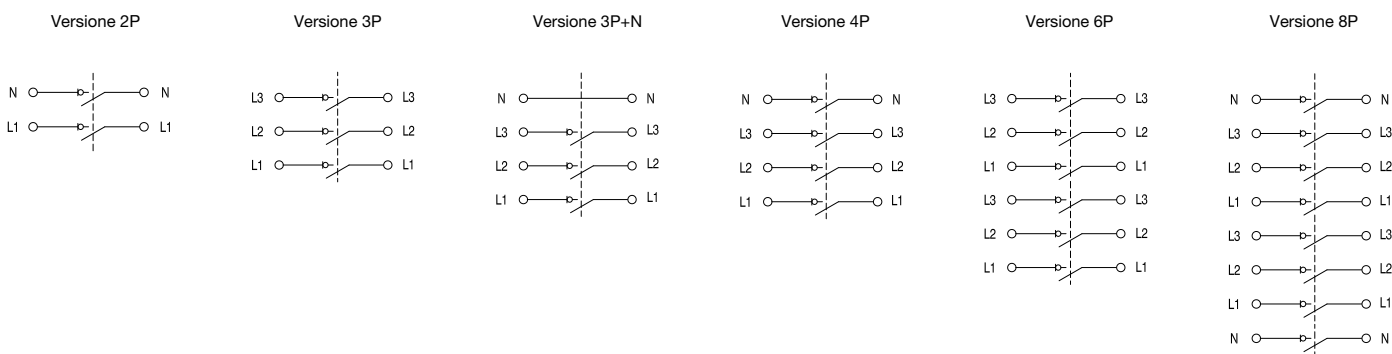 Versione 2P
N N
L1 L1
Versione 3P
L3 L3
L2 L2
L1 L1
Versione 3P+N
N N
L3 L3
L2 L2
L1 L1
Versione 4P
N N
L3 L3
L2 L2
L1 L1
Versione 6P
L3 L3
L2 L2
L1 L1
L3 L3
L2 L2
L1 L1
Versione 8P
N N
L3 L3
L2 L2
L1 L1
L3 L3
L2 L2
L1 L1
N N